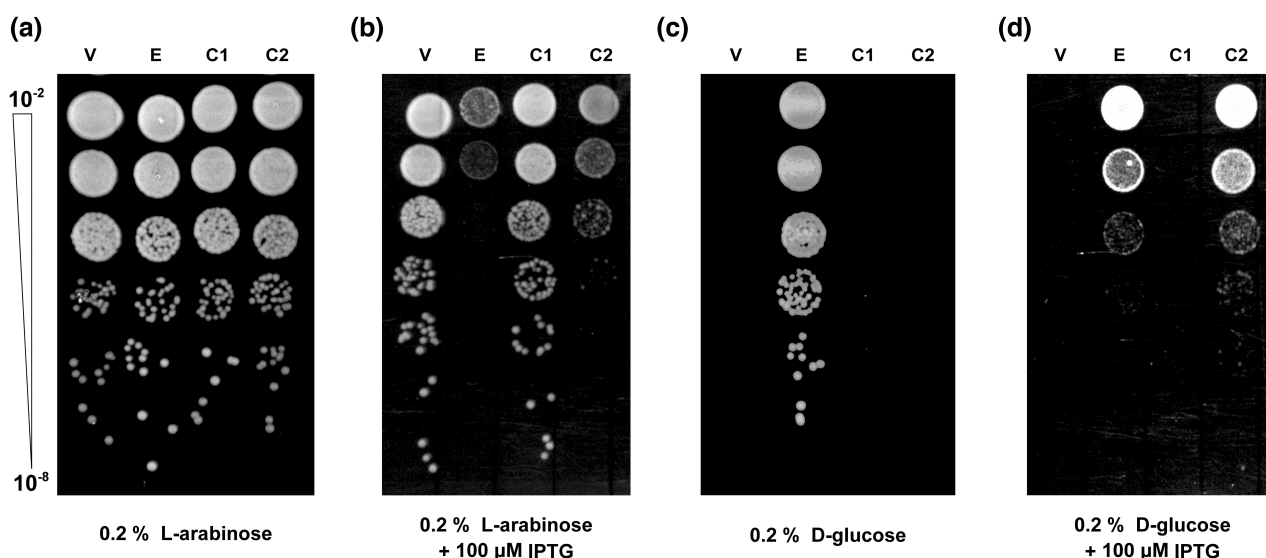 (a) (b) (c) (d)
V E C1 C2 V E C1 C2 V E C1 C2 V E C1 C2
10-2
10-8
0.2 % L-arabinose
0.2 % L-arabinose
+ 100 µM IPTG
0.2 % D-glucose
0.2 % D-glucose
+ 100 µM IPTG